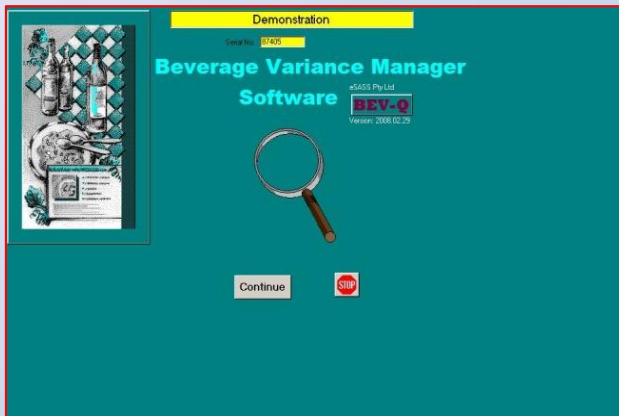 Demonstration
Serial No. 87405
Beverage Variance Manager
Software
eSASS Pty Ltd
BEV-Q
Version: 2008.02.29
Continue
STOP